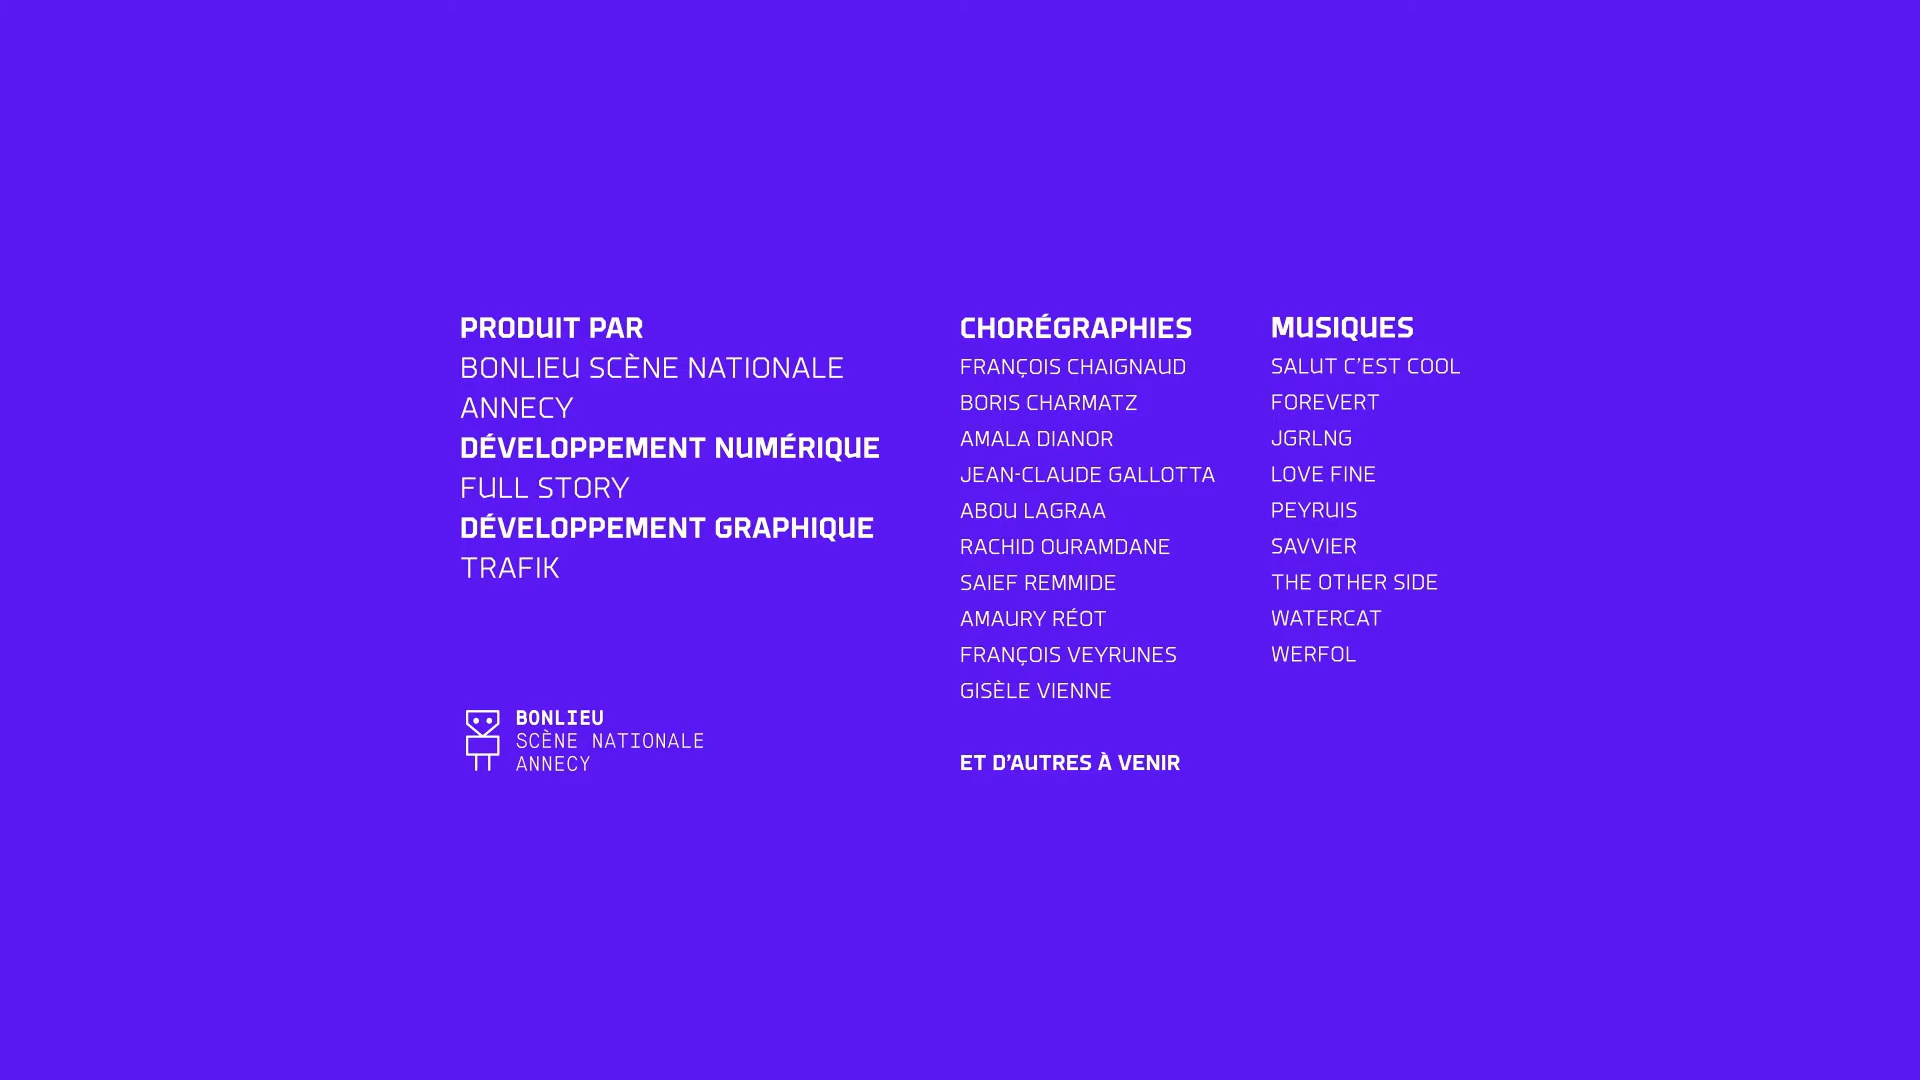 PRODUIT PAR
BONLIEU SCÈNE NATIONALE
ANNECY
DÉVELOPPEMENT NUMÉRIQUE
FULL STORY
DÉVELOPPEMENT GRAPHIQUE
TRAFIK
BONLIEU
SCÈNE NATIONALE
ANNECY
CHORÉGRAPHIES
FRANÇOIS CHAIGNAUD
BORIS CHARMATZ
AMALA DIANOR
JEAN-CLAUDE GALLOTTA
ABOU LAGRAA
RACHID OURAMDANE
SAIEF REMMIDE
AMAURY RÉOT
FRANÇOIS VEYRUNES
GISÈLE VIENNE
ET D’AUTRES À VENIR
MUSIQUES
SALUT C’EST COOL
FOREVERT
JGRLNG
LOVE FINE
PEYRUIS
SAVVIER
THE OTHER SIDE
WATERCAT
WERFOL